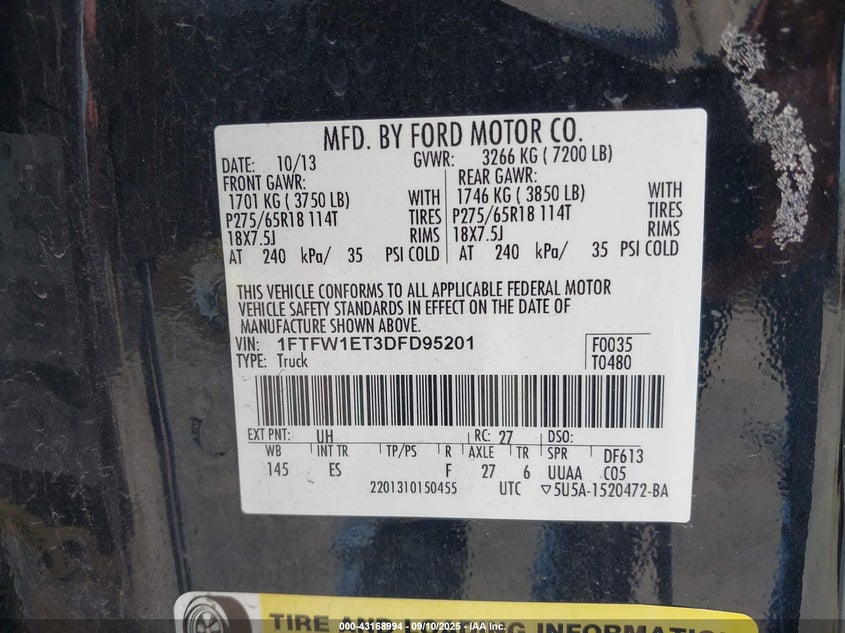 MFD. BY FORD MOTOR CO.
DATE: 10/13 GVWR: 3266 KG ( 7200 LB)
FRONT GAWR: REAR GAWR:
1701 KG ( 3750 LB) WITH 1746 KG ( 3850 LB) WITH
P275/65R18 114T TIRES P275/65R18 114T TIRES
18X7.5J RIMS 18X7.5J RIMS
AT 240 kPa/ 35 PSI COLD AT 240 kPa/ 35 PSI COLD
THIS VEHICLE CONFORMS TO ALL APPLICABLE FEDERAL MOTOR
VEHICLE SAFETY STANDARDS IN EFFECT ON THE DATE OF
MANUFACTURE SHOWN ABOVE.
VIN: 1FTFW1ET3DFD95201 F0035
TYPE: Truck T0480
EXT PNT: UH RC: 27 DSO:
WB INT TR TP/PS R AXLE TR SPR DF613
145 ES F 27 6 UUAA C05
2201310150455 UTC ▽5U5A-1520472-BA
TIRE AND LOADING INFORMATION
000-43168994 - 09/10/2025 - IAA Inc.